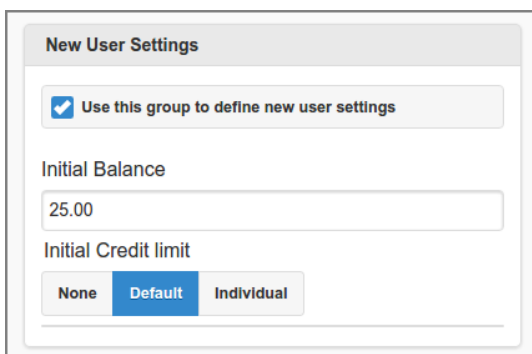 New User Settings
Use this group to define new user settings
Initial Balance
25.00
Initial Credit limit
None Default Individual